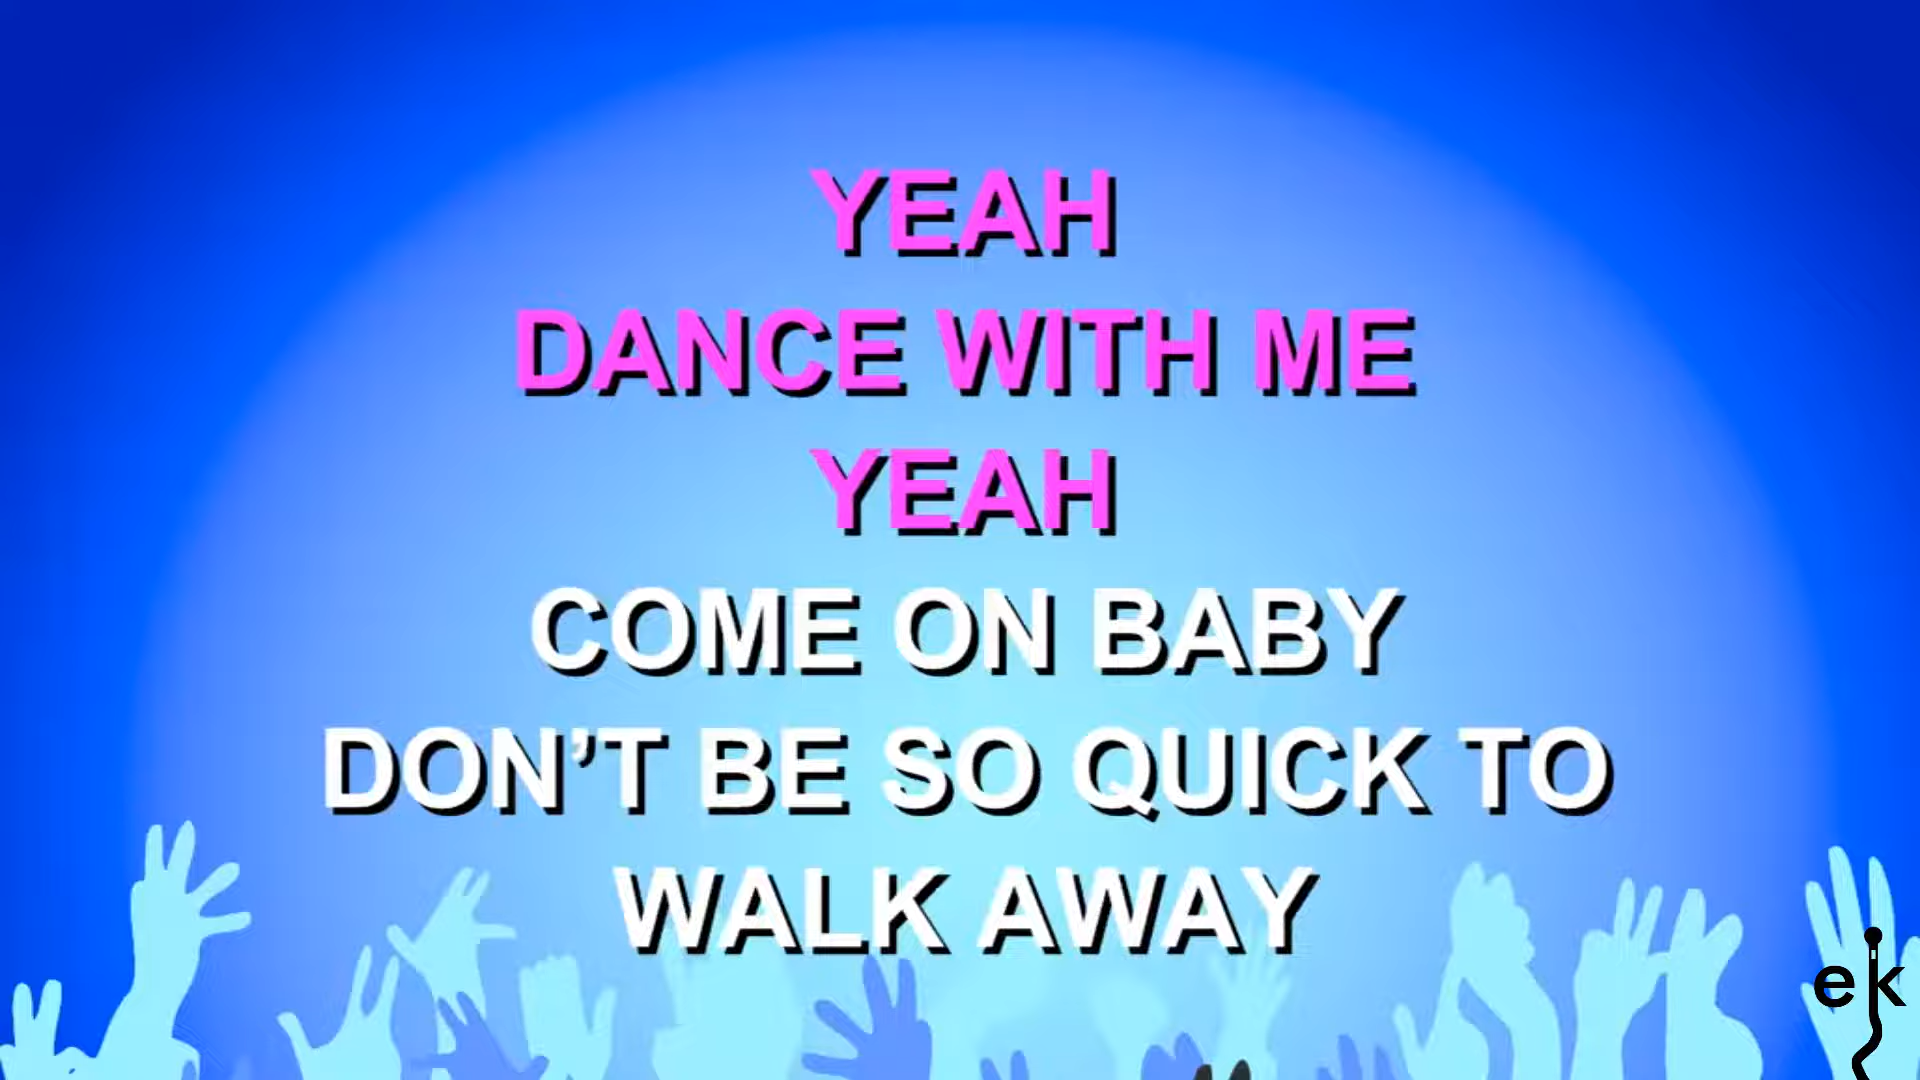 YEAH
DANCE WITH ME
YEAH
COME ON BABY
DON’T BE SO QUICK TO
WALK AWAY
ek